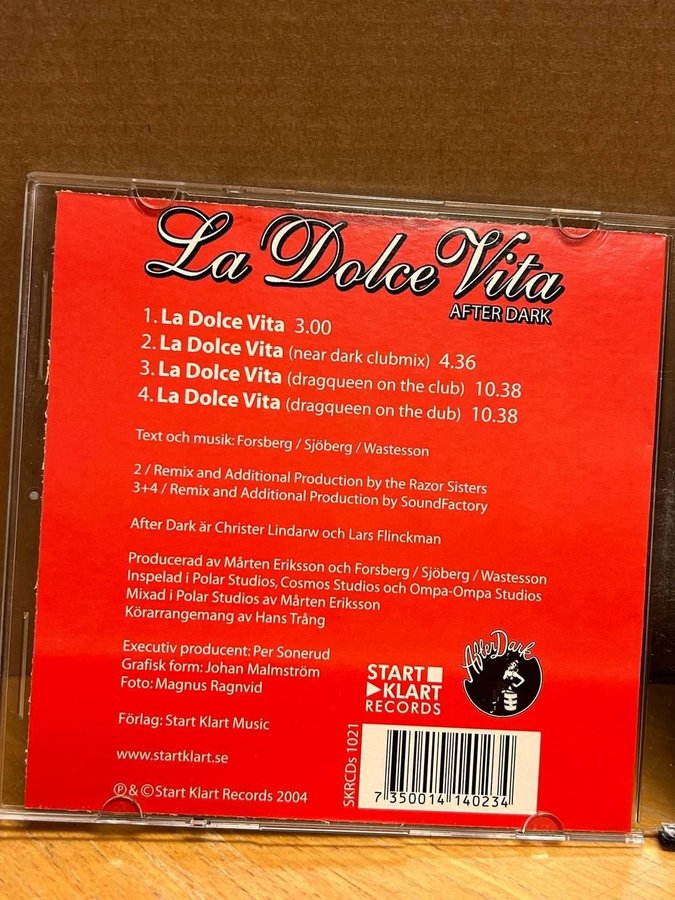 La Dolce Vita
AFTER DARK
1. La Dolce Vita 3.00
2. La Dolce Vita (near dark clubmix) 4.36
3. La Dolce Vita (dragqueen on the club) 10.38
4. La Dolce Vita (dragqueen on the dub) 10.38
Text och musik: Forsberg / Sjöberg / Wastesson
2 / Remix and Additional Production by the Razor Sisters
3+4 / Remix and Additional Production by SoundFactory
After Dark är Christer Lindarw och Lars Flinckman
Producerad av Mårten Eriksson och Forsberg / Sjöberg / Wastesson
Inspelad i Polar Studios, Cosmos Studios och Ompa-Ompa Studios
Mixad i Polar Studios av Mårten Eriksson
Körarrangemang av Hans Trång
Executiv producent: Per Sonerud
Grafisk form: Johan Malmström
Foto: Magnus Ragnvid
Förlag: Start Klart Music
www.startklart.se
Ⓟ & © Start Klart Records 2004
START
KLART
RECORDS
After Dark
SKRCDs 1021
7 350014 140234